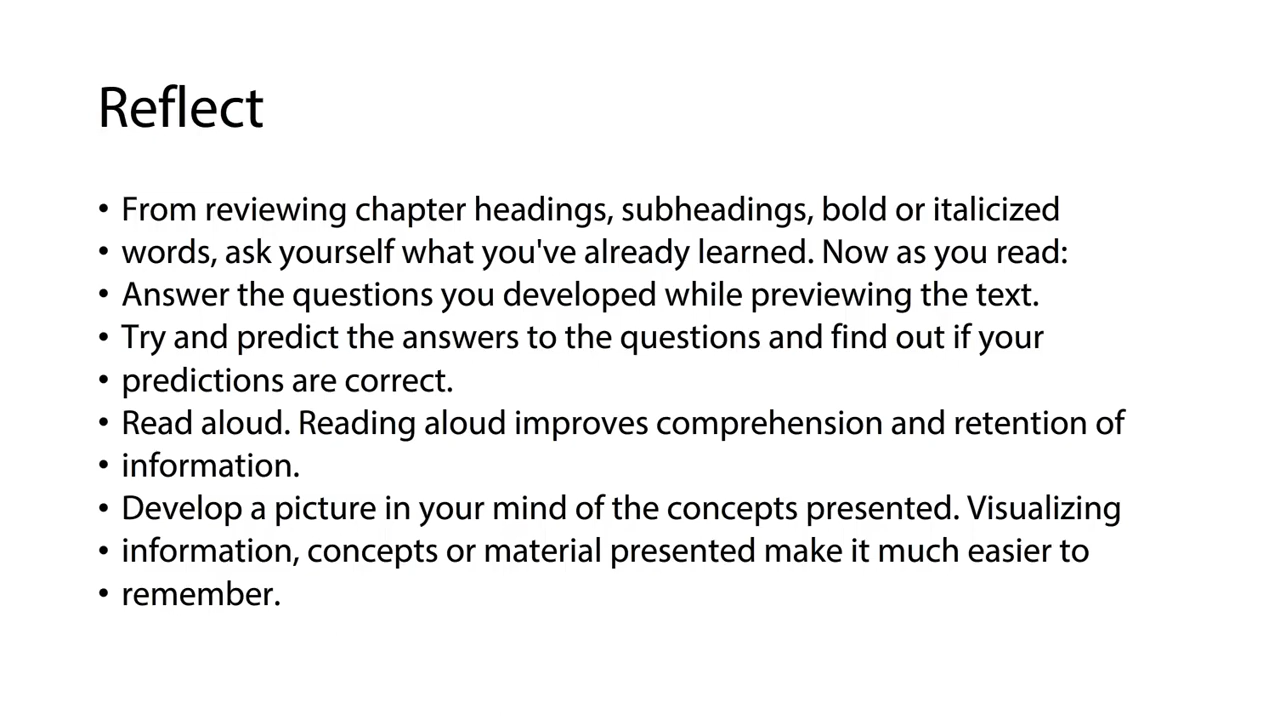 Reflect
• From reviewing chapter headings, subheadings, bold or italicized
• words, ask yourself what you've already learned. Now as you read:
• Answer the questions you developed while previewing the text.
• Try and predict the answers to the questions and find out if your
• predictions are correct.
• Read aloud. Reading aloud improves comprehension and retention of
• information.
• Develop a picture in your mind of the concepts presented. Visualizing
• information, concepts or material presented make it much easier to
• remember.